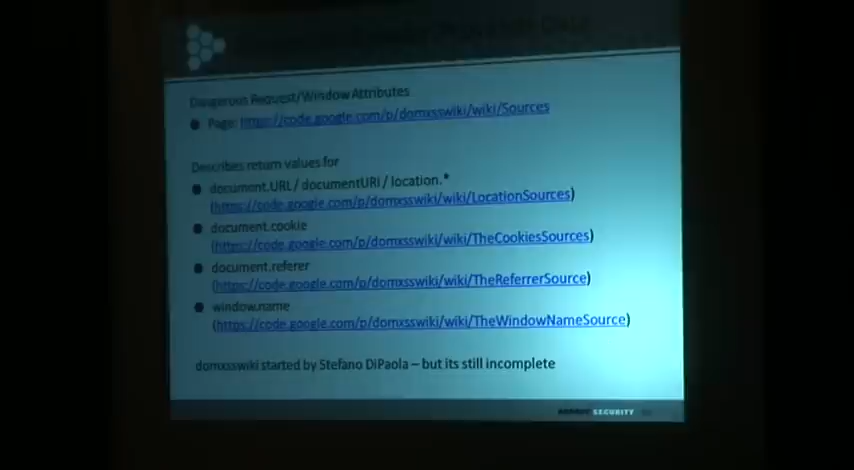 Dangerous Request/Window Attributes
Page: https://code.google.com/p/domxsswiki/wiki/Sources
Describes return values for
document.URL / documentURI / location.*
(https://code.google.com/p/domxsswiki/wiki/LocationSources)
document.cookie
(https://code.google.com/p/domxsswiki/wiki/TheCookiesSources)
document.referer
(https://code.google.com/p/domxsswiki/wiki/TheReferrerSource)
window.name
(https://code.google.com/p/domxsswiki/wiki/TheWindowNameSource)
domxsswiki started by Stefano DiPaola – but its still incomplete
SECURITY